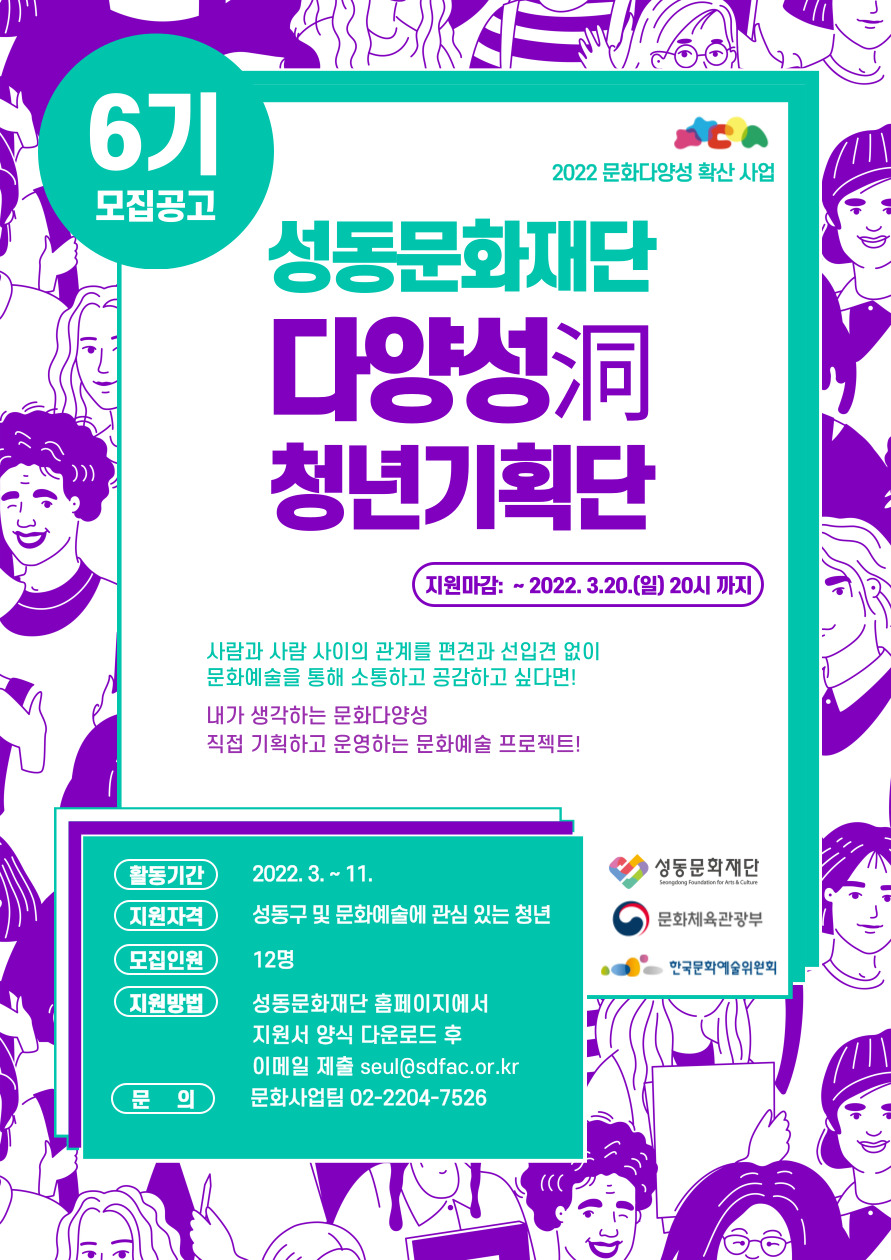 6기
모집공고
2022 문화다양성 확산 사업
성동문화재단
다양성洞
청년기획단
지원마감: ~ 2022. 3.20.(일) 20시 까지
사람과 사람 사이의 관계를 편견과 선입견 없이
문화예술을 통해 소통하고 공감하고 싶다면!
내가 생각하는 문화다양성
직접 기획하고 운영하는 문화예술 프로젝트!
활동기간 2022. 3. ~ 11.
지원자격 성동구 및 문화예술에 관심 있는 청년
모집인원 12명
지원방법 성동문화재단 홈페이지에서
지원서 양식 다운로드 후
이메일 제출 seul@sdfac.or.kr
문 의 문화사업팀 02-2204-7526
성동문화재단
Seongdong Foundation for Arts & Culture
문화체육관광부
한국문화예술위원회